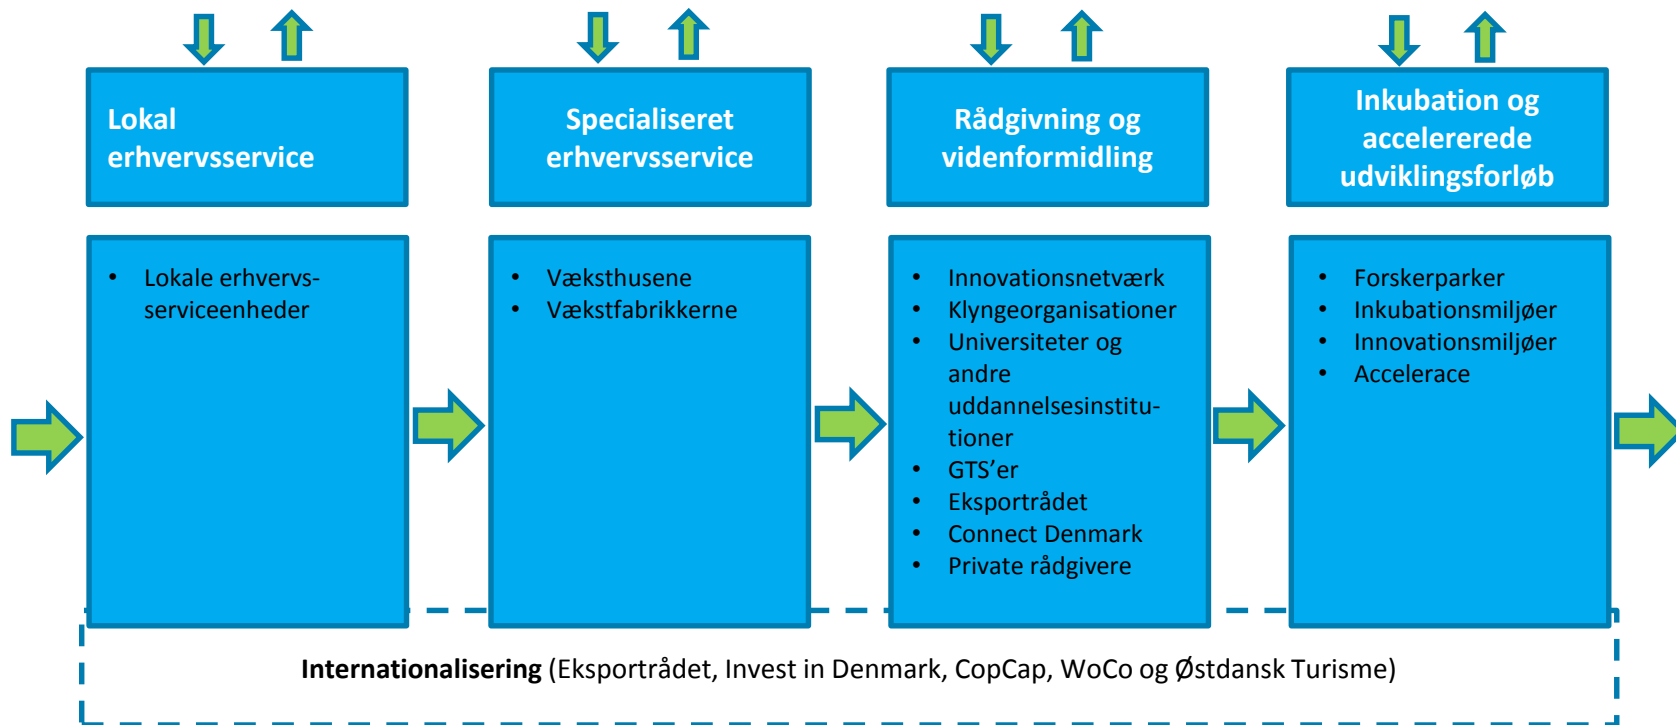 Lokal
erhvervsservice
Specialiseret
erhvervsservice
Rådgivning og
videnformidling
Inkubation og
accelererede
udviklingsforløb
• Lokale erhvervs-
serviceenheder
• Væksthusene
• Vækstfabrikkerne
• Innovationsnetværk
• Klyngeorganisationer
• Universiteter og
andre
uddannelsesinstitu-
tioner
• GTS’er
• Eksportrådet
• Connect Denmark
• Private rådgivere
• Forskerparker
• Inkubationsmiljøer
• Innovationsmiljøer
• Accelerace
Internationalisering (Eksportrådet, Invest in Denmark, CopCap, WoCo og Østdansk Turisme)